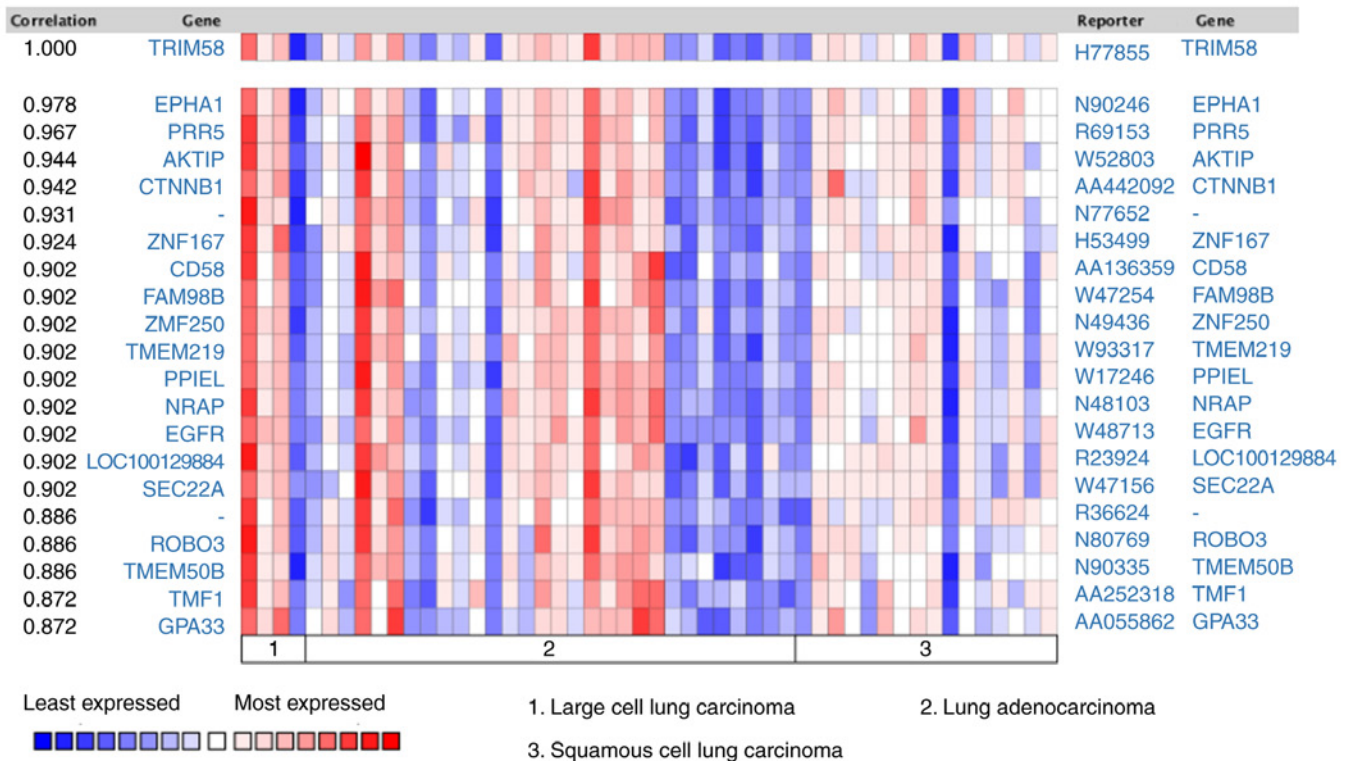 Correlation Gene Reporter Gene
1.000 TRIM58 H77855 TRIM58
0.978 EPHA1 N90246 EPHA1
0.967 PRR5 R69153 PRR5
0.944 AKTIP W52803 AKTIP
0.942 CTNNB1 AA442092 CTNNB1
0.931 - N77652 -
0.924 ZNF167 H53499 ZNF167
0.902 CD58 AA136359 CD58
0.902 FAM98B W47254 FAM98B
0.902 ZMF250 N49436 ZNF250
0.902 TMEM219 W93317 TMEM219
0.902 PPIEL W17246 PPIEL
0.902 NRAP N48103 NRAP
0.902 EGFR W48713 EGFR
0.902 LOC100129884 R23924 LOC100129884
0.902 SEC22A W47156 SEC22A
0.886 - R36624 -
0.886 ROBO3 N80769 ROBO3
0.886 TMEM50B N90335 TMEM50B
0.872 TMF1 AA252318 TMF1
0.872 GPA33 AA055862 GPA33
1 2 3
Least expressed Most expressed
1. Large cell lung carcinoma 2. Lung adenocarcinoma
3. Squamous cell lung carcinoma